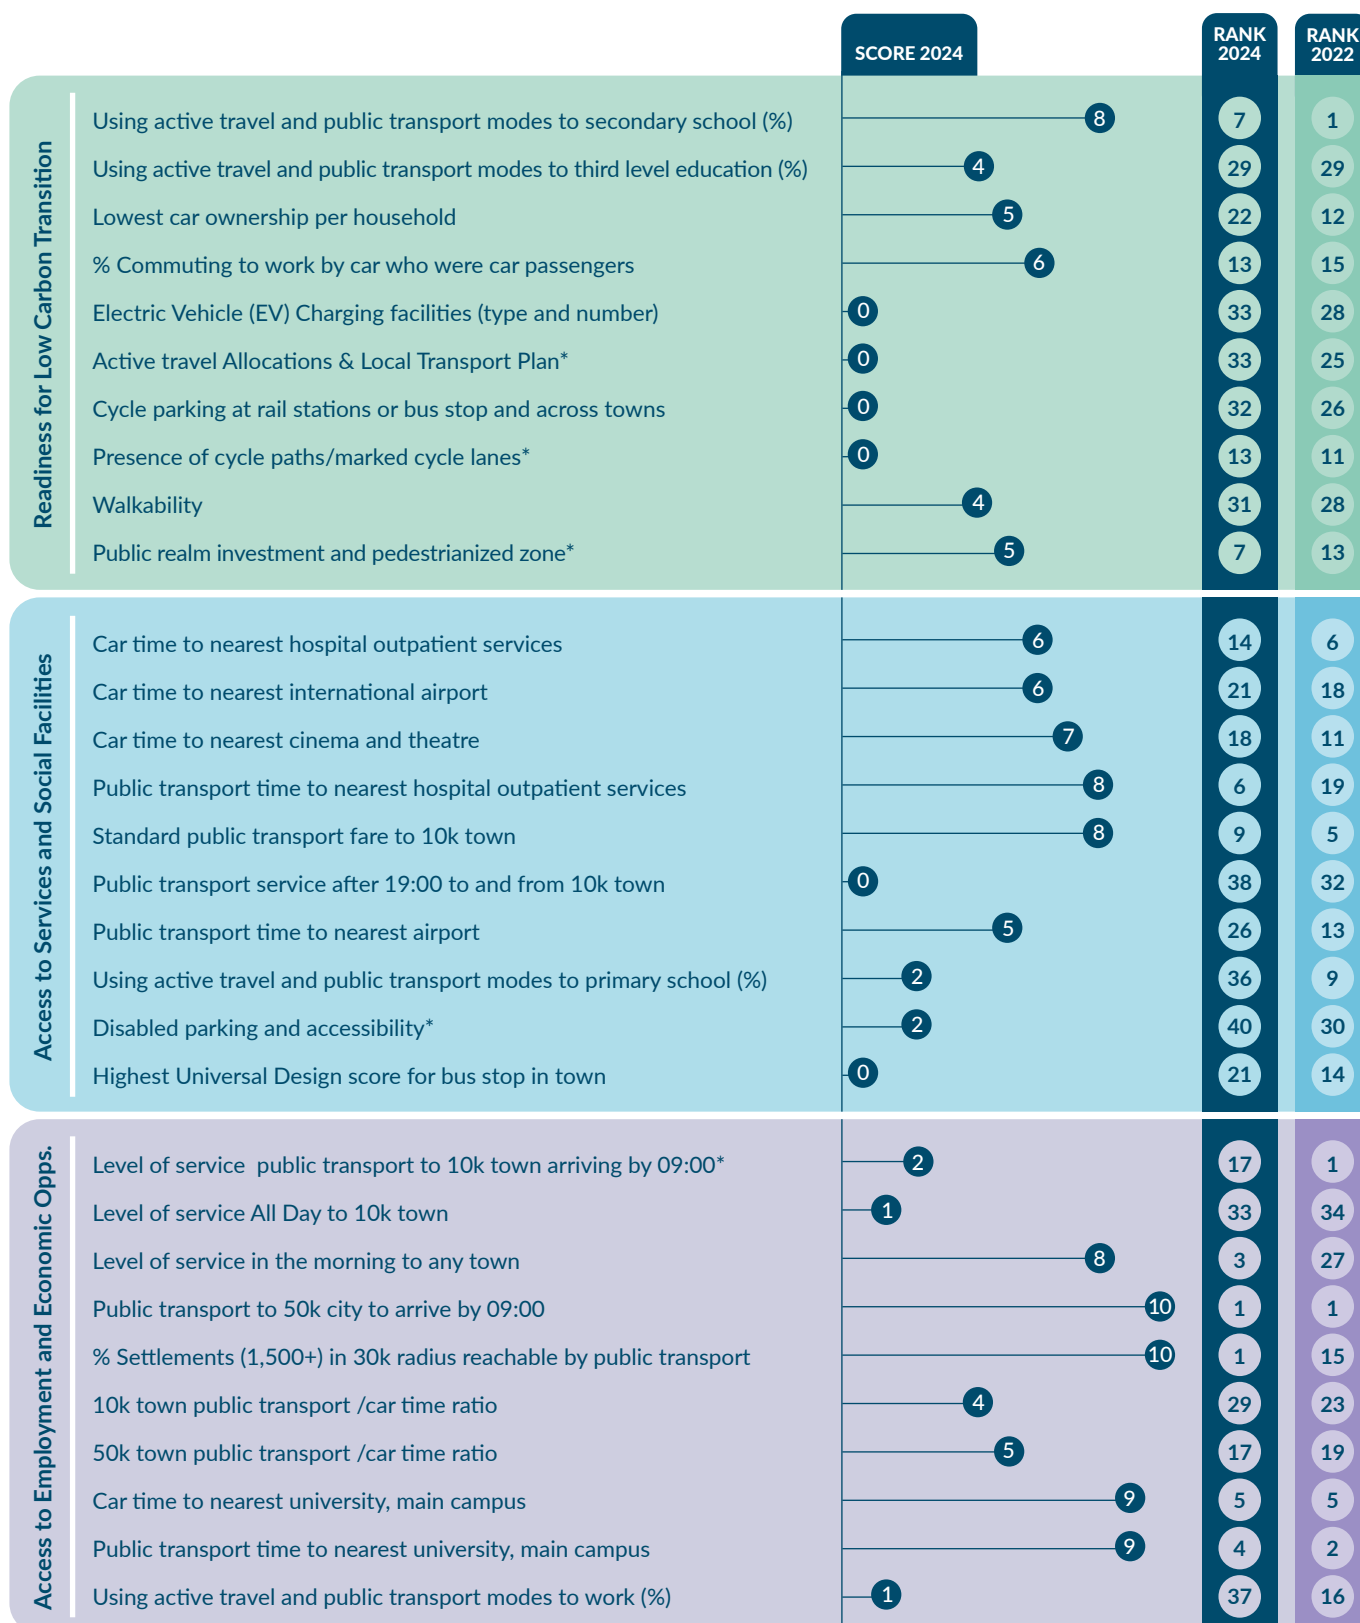 SCORE 2024
RANK
2024
RANK
2022
Readiness for Low Carbon Transition
Using active travel and public transport modes to secondary school (%) 8 7 1
Using active travel and public transport modes to third level education (%) 4 29 29
Lowest car ownership per household 5 22 12
% Commuting to work by car who were car passengers 6 13 15
Electric Vehicle (EV) Charging facilities (type and number) 0 33 28
Active travel Allocations & Local Transport Plan* 0 33 25
Cycle parking at rail stations or bus stop and across towns 0 32 26
Presence of cycle paths/marked cycle lanes* 0 13 11
Walkability 4 31 28
Public realm investment and pedestrianized zone* 5 7 13
Access to Services and Social Facilities
Car time to nearest hospital outpatient services 6 14 6
Car time to nearest international airport 6 21 18
Car time to nearest cinema and theatre 7 18 11
Public transport time to nearest hospital outpatient services 8 6 19
Standard public transport fare to 10k town 8 9 5
Public transport service after 19:00 to and from 10k town 0 38 32
Public transport time to nearest airport 5 26 13
Using active travel and public transport modes to primary school (%) 2 36 9
Disabled parking and accessibility* 2 40 30
Highest Universal Design score for bus stop in town 0 21 14
Access to Employment and Economic Opps.
Level of service public transport to 10k town arriving by 09:00* 2 17 1
Level of service All Day to 10k town 1 33 34
Level of service in the morning to any town 8 3 27
Public transport to 50k city to arrive by 09:00 10 1 1
% Settlements (1,500+) in 30k radius reachable by public transport 10 1 15
10k town public transport /car time ratio 4 29 23
50k town public transport /car time ratio 5 17 19
Car time to nearest university, main campus 9 5 5
Public transport time to nearest university, main campus 9 4 2
Using active travel and public transport modes to work (%) 1 37 16